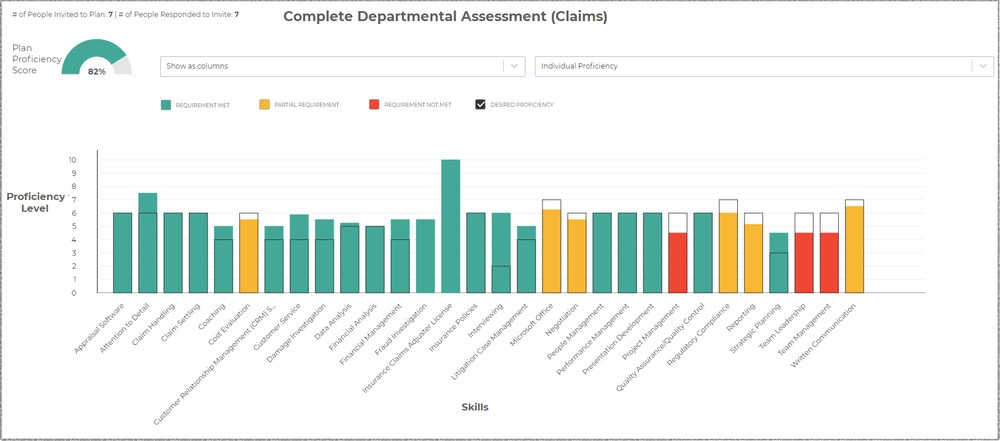 # of People Invited to Plan: 7 | # of People Responded to Invite: 7
Complete Departmental Assessment (Claims)
Plan
Proficiency
Score
82%
Show as columns
Individual Proficiency
REQUIREMENT MET
PARTIAL REQUIREMENT
REQUIREMENT NOT MET
DESIRED PROFICIENCY
Proficiency
Level
10
9
8
7
6
5
4
3
2
1
0
Appraisal Software
Attention to Detail
Claim Handling
Claim Settling
Coaching
Cost Evaluation
Customer Relationship Management (CRM) S...
Customer Service
Damage Investigation
Data Analysis
Financial Analysis
Financial Management
Fraud Investigation
Insurance Claims Adjuster License
Insurance Policies
Interviewing
Litigation Case Management
Microsoft Office
Negotiation
People Management
Performance Management
Presentation Development
Project Management
Quality Assurance/Quality Control
Regulatory Compliance
Reporting
Strategic Planning
Team Leadership
Team Management
Written Communication
Skills